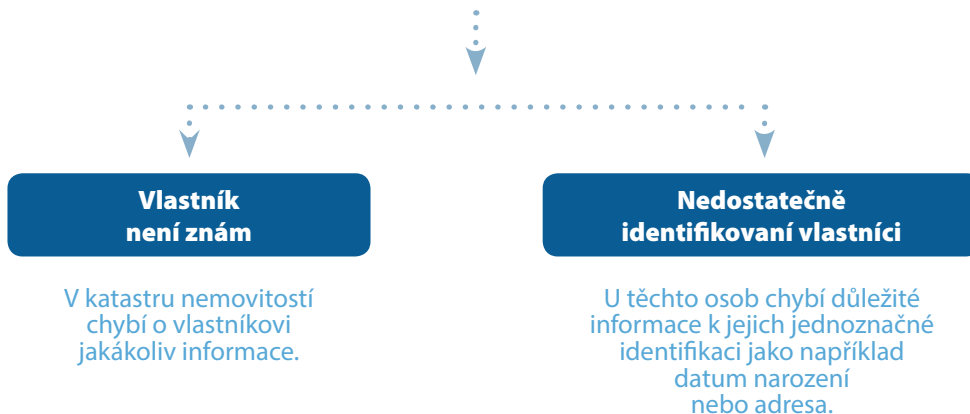 Vlastník
není znám
V katastru nemovitostí
chybí o vlastníkovi
jakákoliv informace.
Nedostatečně
identifikovaní vlastníci
U těchto osob chybí důležité
informace k jejich jednoznačné
identifikaci jako například
datum narození
nebo adresa.